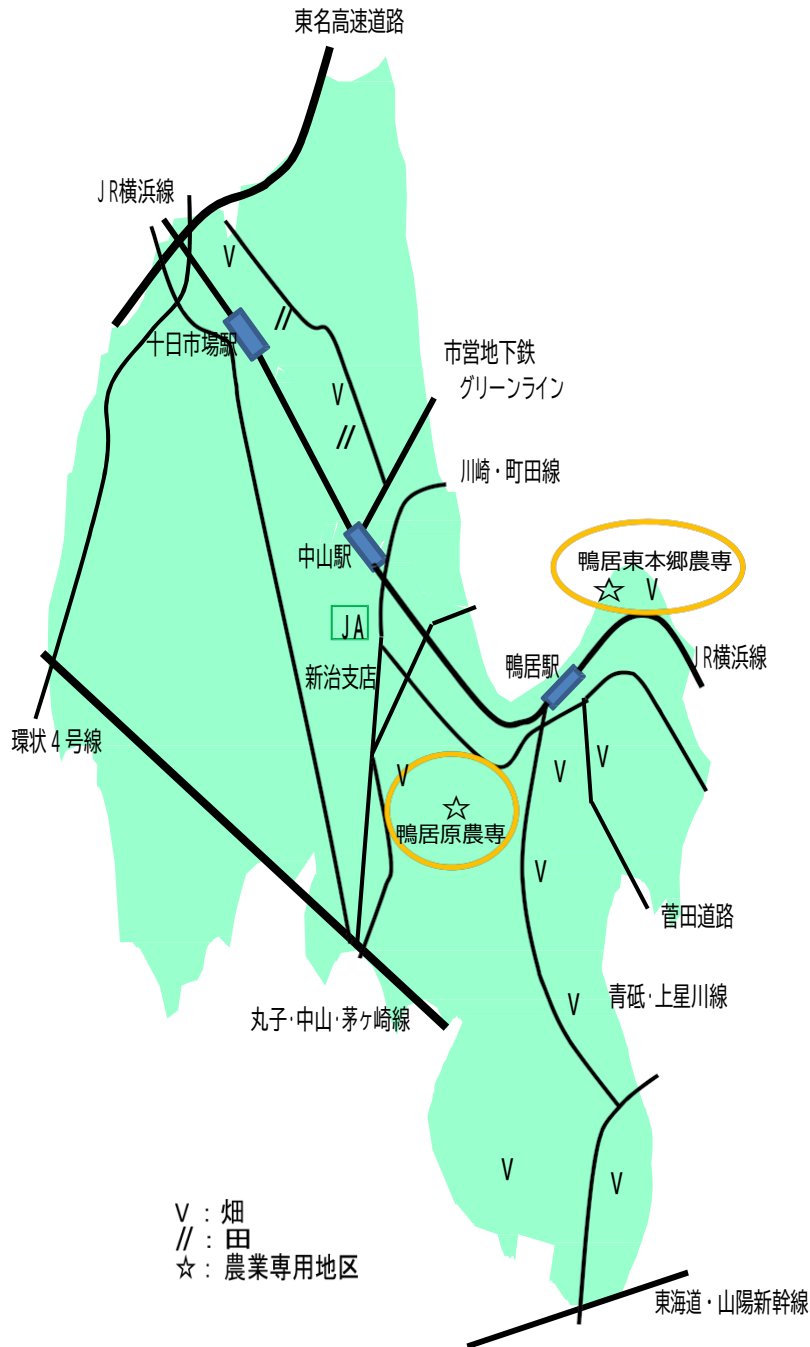 東名高速道路
JR横浜線
V
十日市場駅
//
市営地下鉄
グリーンライン
V
//
川崎・町田線
中山駅
鴨居東本郷農専
☆ V
JA
新治支店
鴨居駅
JR横浜線
環状4号線
V
V
V
☆
鴨居原農専
V
菅田道路
青砥・上星川線
V
丸子・中山・茅ヶ崎線
V
V
V:畑
//:田
☆:農業専用地区
東海道・山陽新幹線